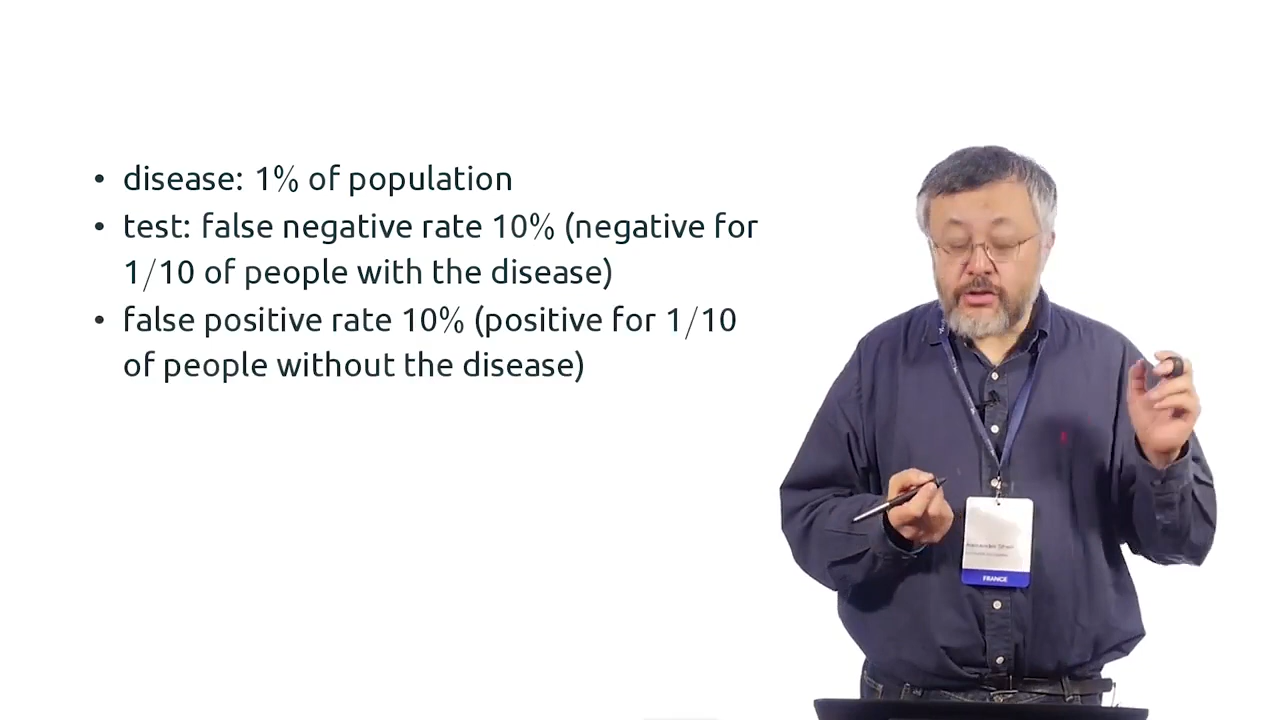 • disease: 1% of population
• test: false negative rate 10% (negative for
1/10 of people with the disease)
• false positive rate 10% (positive for 1/10
of people without the disease)
FRANCE